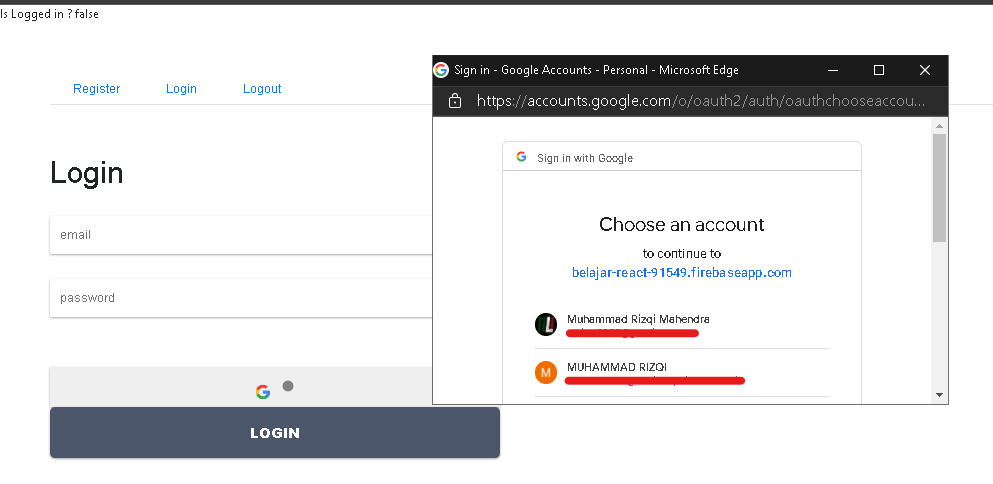 Is Logged in ? false
Register Login Logout
Login
email
password
LOGIN
Sign in - Google Accounts - Personal - Microsoft Edge
https://accounts.google.com/o/oauth2/auth/oauthchooseaccou...
Sign in with Google
Choose an account
to continue to
belajar-react-91549.firebaseapp.com
Muhammad Rizqi Mahendra
M
MUHAMMAD RIZQI